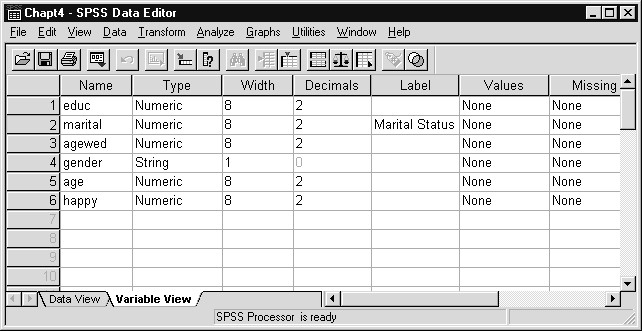 Chapt4 - SPSS Data Editor
File Edit View Data Transform Analyze Graphs Utilities Window Help
Name Type Width Decimals Label Values Missing
1 educ Numeric 8 2 None None
2 marital Numeric 8 2 Marital Status None None
3 agewed Numeric 8 2 None None
4 gender String 1 0 None None
5 age Numeric 8 2 None None
6 happy Numeric 8 2 None None
7
8
9
10
Data View Variable View
SPSS Processor is ready